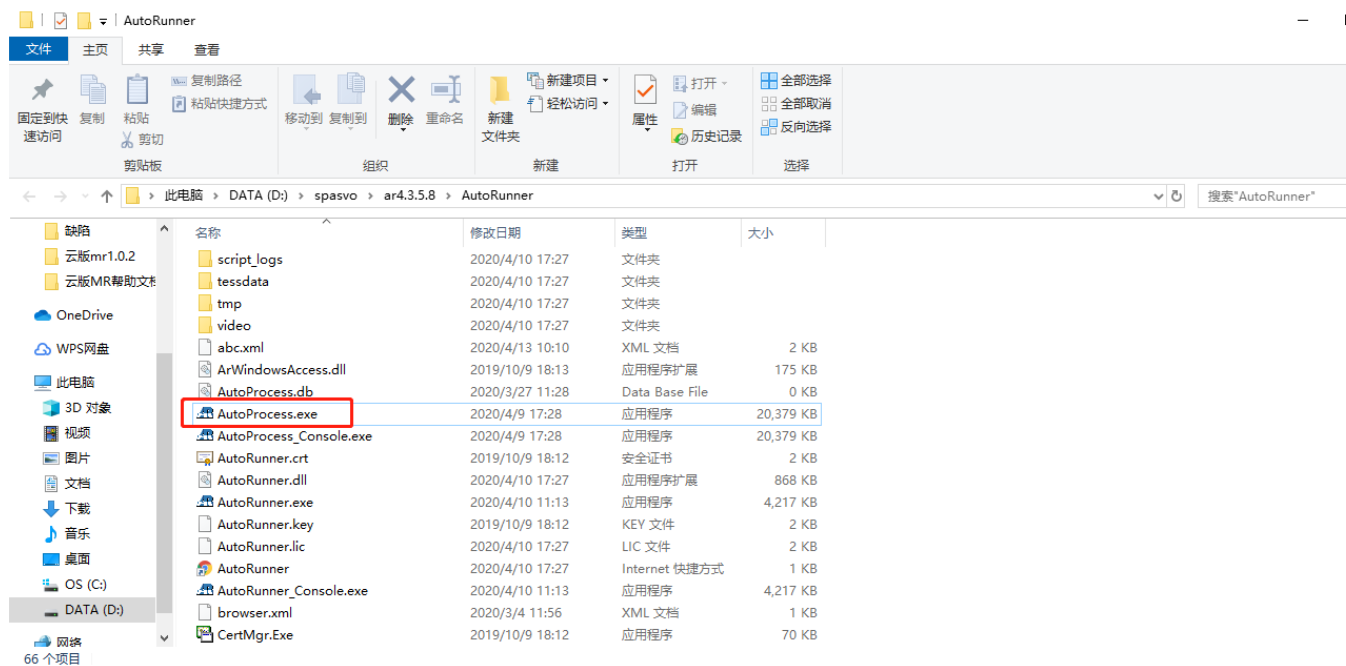 AutoRunner
文件 主页 共享 查看
固定到快速访问 复制 粘贴 复制路径 粘贴快捷方式 剪切 移动到 复制到 删除 重命名 新建文件夹 新建项目 轻松访问 属性 打开 编辑 历史记录 全部选择 全部取消 反向选择
剪贴板 组织 新建 打开 选择
此电脑 DATA (D:) spasvo ar4.3.5.8 AutoRunner 搜索"AutoRunner"
缺陷
云版mr1.0.2
云版MR帮助文档
OneDrive
WPS网盘
此电脑
3D 对象
视频
图片
文档
下载
音乐
桌面
OS (C:)
DATA (D:)
网络
名称 修改日期 类型 大小
script_logs 2020/4/10 17:27 文件夹
tessdata 2020/4/10 17:27 文件夹
tmp 2020/4/10 17:27 文件夹
video 2020/4/10 17:27 文件夹
abc.xml 2020/4/13 10:10 XML 文档 2 KB
ArWindowsAccess.dll 2019/10/9 18:13 应用程序扩展 175 KB
AutoProcess.db 2020/3/27 11:28 Data Base File 0 KB
AutoProcess.exe 2020/4/9 17:28 应用程序 20,379 KB
AutoProcess_Console.exe 2020/4/9 17:28 应用程序 20,379 KB
AutoRunner.crt 2019/10/9 18:12 安全证书 2 KB
AutoRunner.dll 2020/4/10 17:27 应用程序扩展 868 KB
AutoRunner.exe 2020/4/10 11:13 应用程序 4,217 KB
AutoRunner.key 2019/10/9 18:12 KEY 文件 2 KB
AutoRunner.lic 2020/4/10 17:27 LIC 文件 2 KB
AutoRunner 2020/4/10 17:27 Internet 快捷方式 1 KB
AutoRunner_Console.exe 2020/4/10 11:13 应用程序 4,217 KB
browser.xml 2020/3/4 11:56 XML 文档 1 KB
CertMgr.Exe 2019/10/9 18:12 应用程序 70 KB
66 个项目